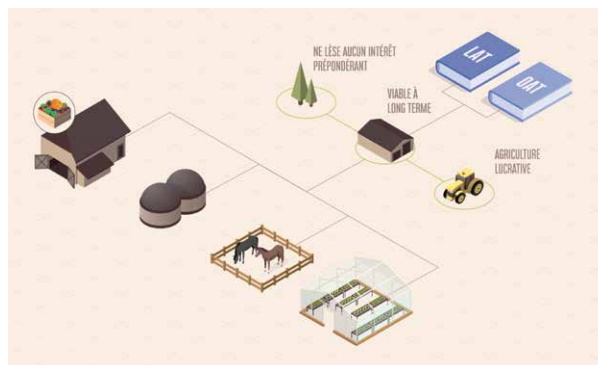 NE LÈSE AUCUN INTÉRÊT
PRÉPONDÉRANT
LAT
OAT
VIABLE À
LONG TERME
AGRICULTURE
LUCRATIVE